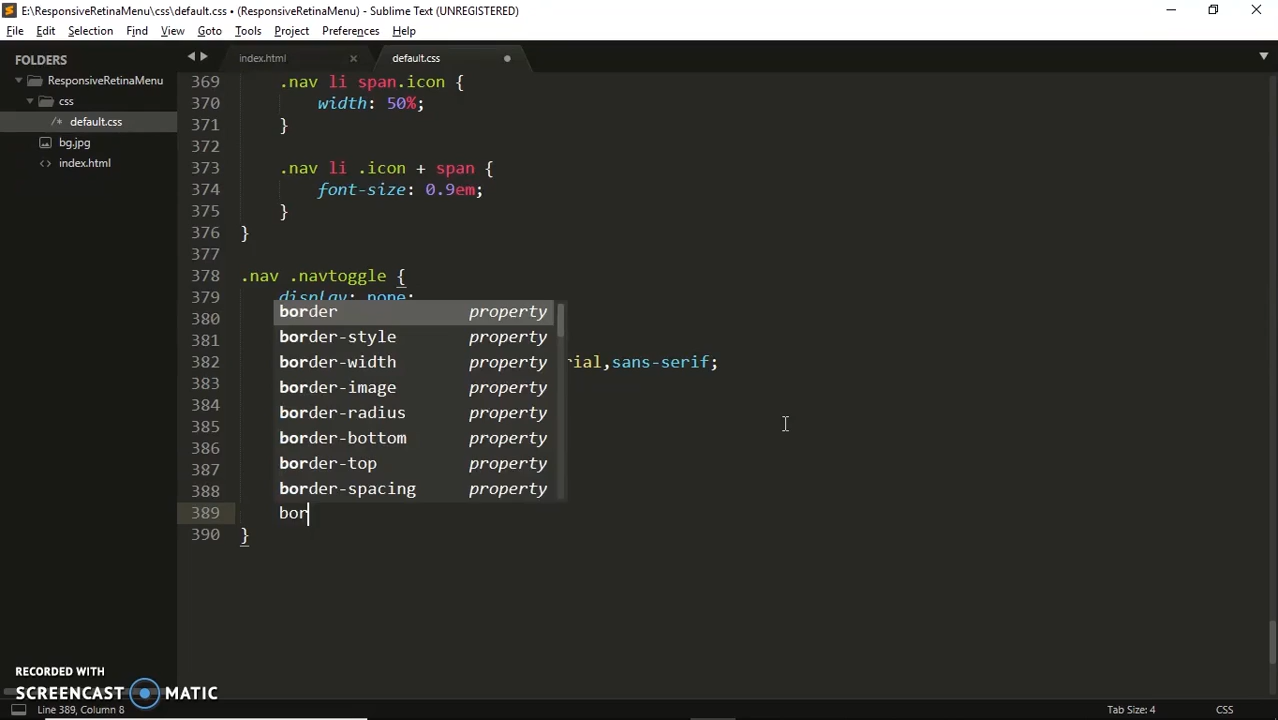 E:\ResponsiveRetinaMenu\css\default.css • (ResponsiveRetinaMenu) - Sublime Text (UNREGISTERED)
File Edit Selection Find View Goto Tools Project Preferences Help
FOLDERS
ResponsiveRetinaMenu
css
/* default.css
bg.jpg
<> index.html
index.html × default.css
369 .nav li span.icon {
370 width: 50%;
371 }
372
373 .nav li .icon + span {
374 font-size: 0.9em;
375 }
376 }
377
378 .nav .navtoggle {
379 display: none;
380 border property
381 border-style property
382 border-width property rial,sans-serif;
383 border-image property
384 border-radius property
385
386 border-bottom property
387 border-top property
388 border-spacing property
389 bor
390 }
RECORDED WITH
SCREENCAST MATIC
Line 389, Column 8 Tab Size: 4 CSS